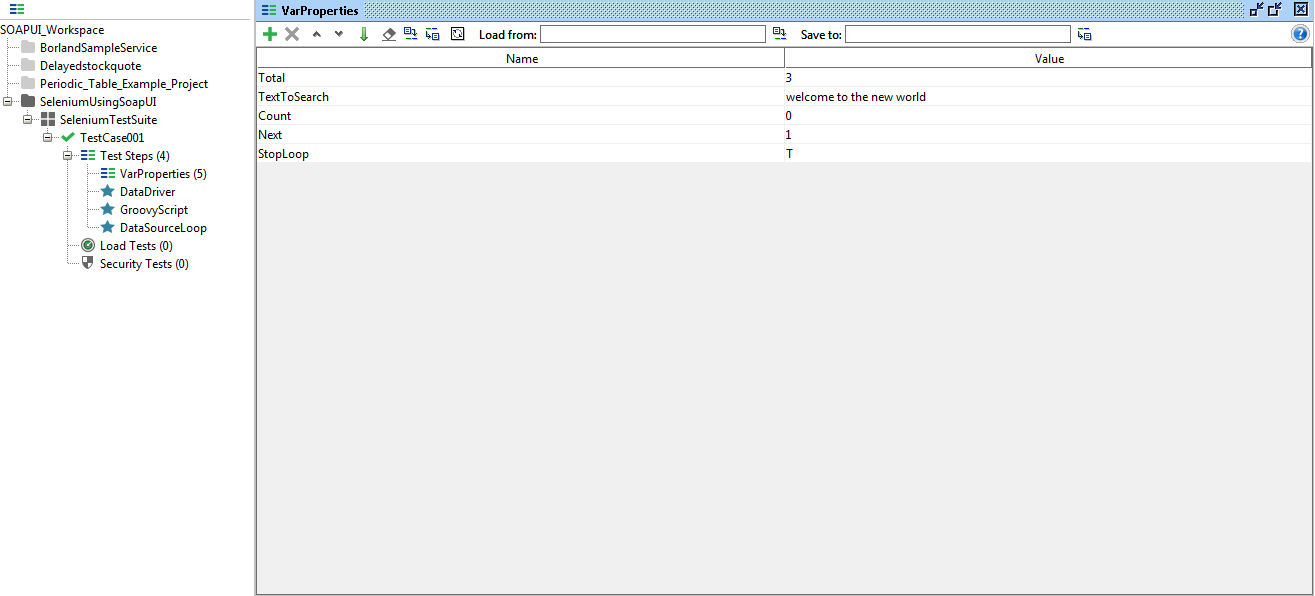 SOAPUI_Workspace
BorlandSampleService
Delayedstockquote
Periodic_Table_Example_Project
SeleniumUsingSoapUI
SeleniumTestSuite
TestCase001
Test Steps (4)
VarProperties (5)
DataDriver
GroovyScript
DataSourceLoop
Load Tests (0)
Security Tests (0)
VarProperties
Load from: Save to: ?
Name Value
Total 3
TextToSearch welcome to the new world
Count 0
Next 1
StopLoop T